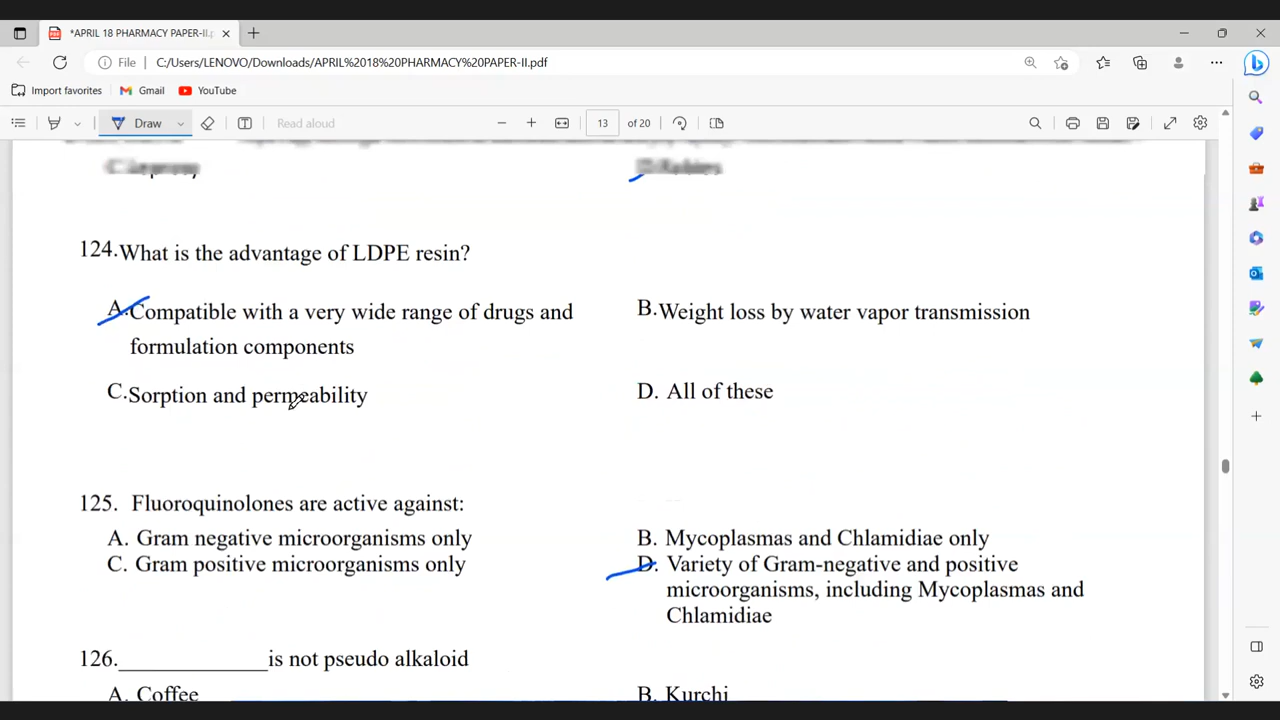 *APRIL 18 PHARMACY PAPER-II.p
File C:/Users/LENOVO/Downloads/APRIL%2018%20PHARMACY%20PAPER-II.pdf
Import favorites Gmail YouTube
Draw Read aloud 13 of 20
C. Leprosy D. Rabies
124. What is the advantage of LDPE resin?
A. Compatible with a very wide range of drugs and
formulation components
B. Weight loss by water vapor transmission
C. Sorption and permeability
D. All of these
125. Fluoroquinolones are active against:
A. Gram negative microorganisms only
B. Mycoplasmas and Chlamidiae only
C. Gram positive microorganisms only
D. Variety of Gram-negative and positive
microorganisms, including Mycoplasmas and
Chlamidiae
126._____________is not pseudo alkaloid
A. Coffee
B. Kurchi